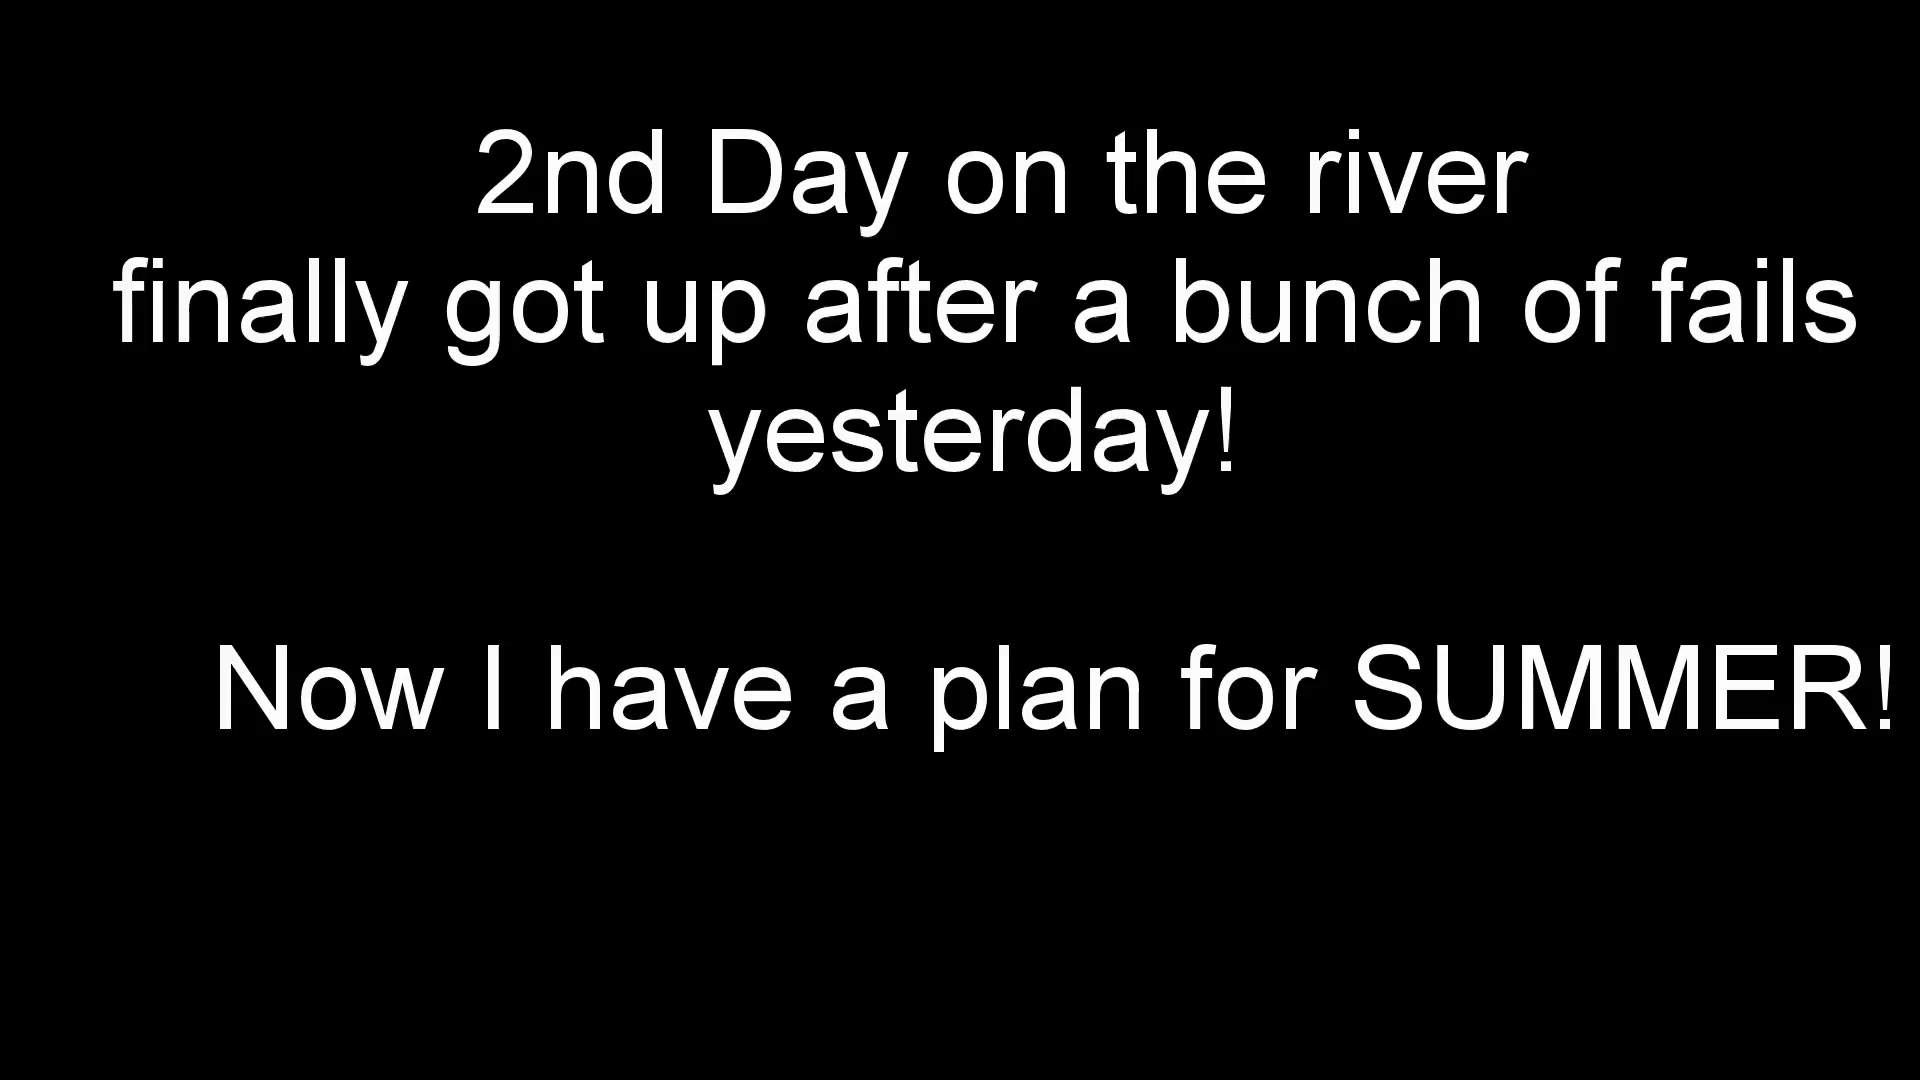 2nd Day on the river
finally got up after a bunch of fails
yesterday!
Now I have a plan for SUMMER!